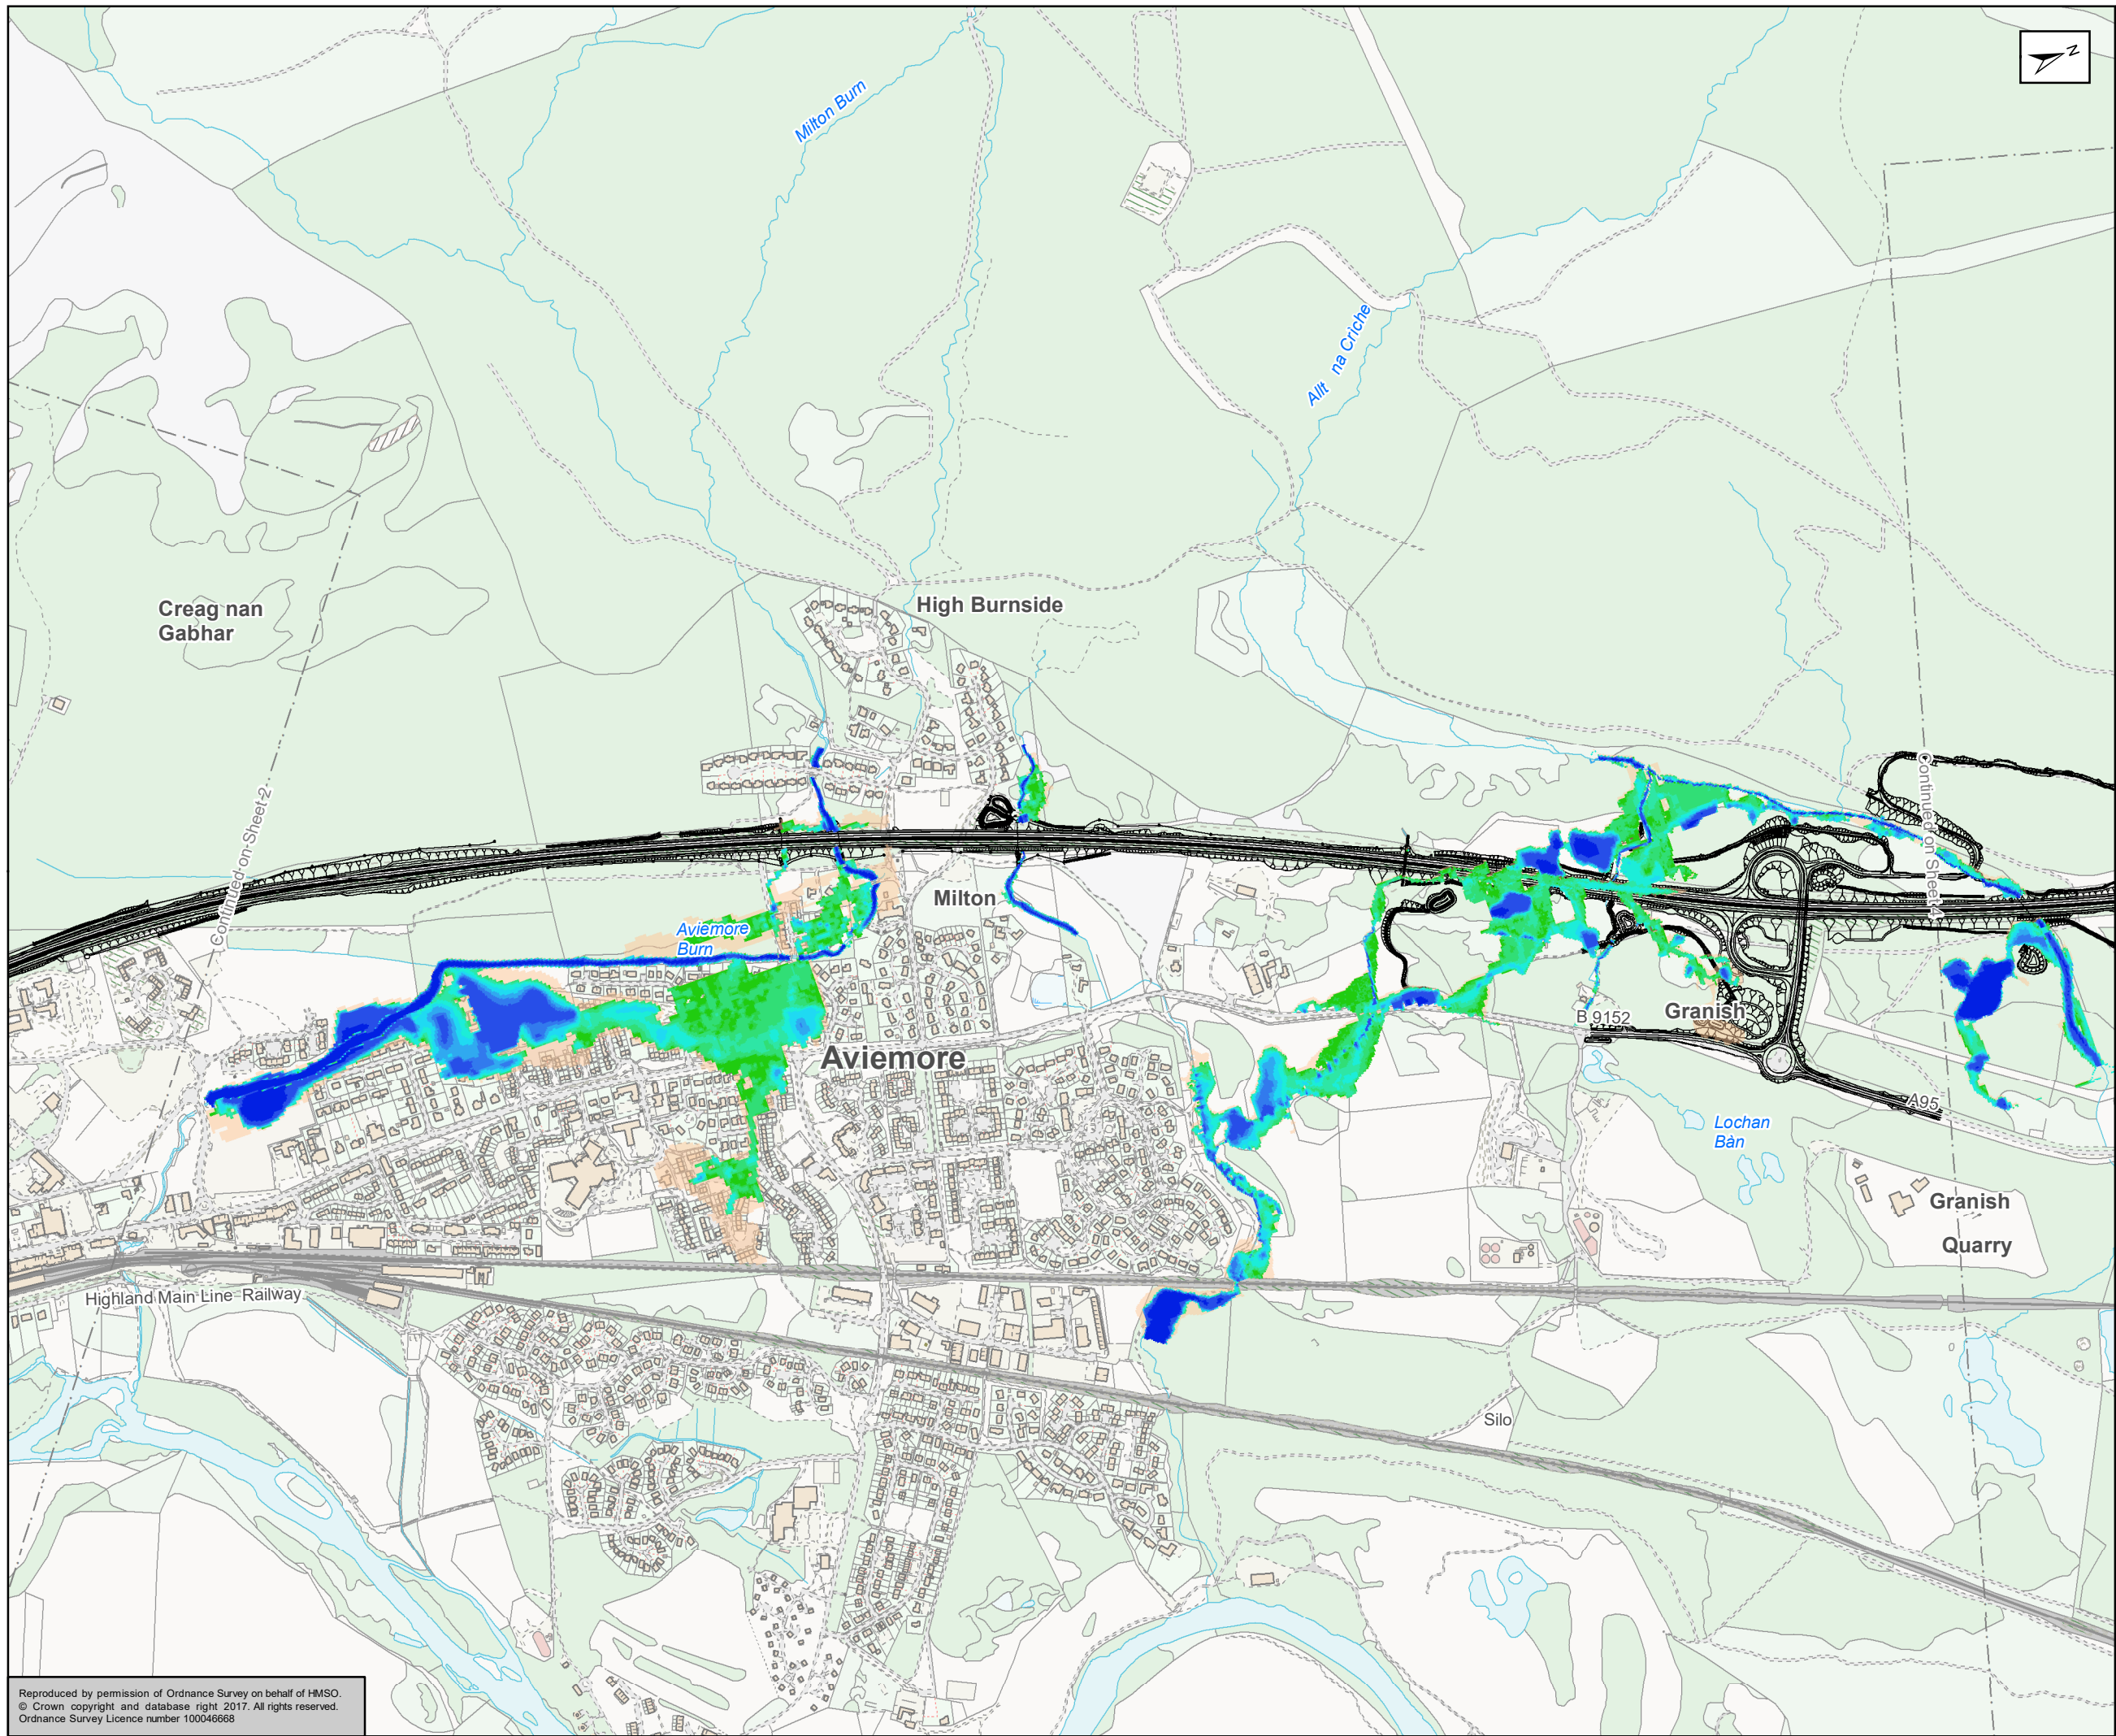 N
Milton Burn
Allt na Crìche
Creag nan
Gabhar
High Burnside
Continued on Sheet 2
Continued on Sheet 4
Milton
Aviemore
Burn
Granish
B 9152
Aviemore
A95
Lochan
Bàn
Granish
Quarry
Highland Main Line Railway
Silo
Reproduced by permission of Ordnance Survey on behalf of HMSO.
© Crown copyright and database right 2017. All rights reserved.
Ordnance Survey Licence number 100046668